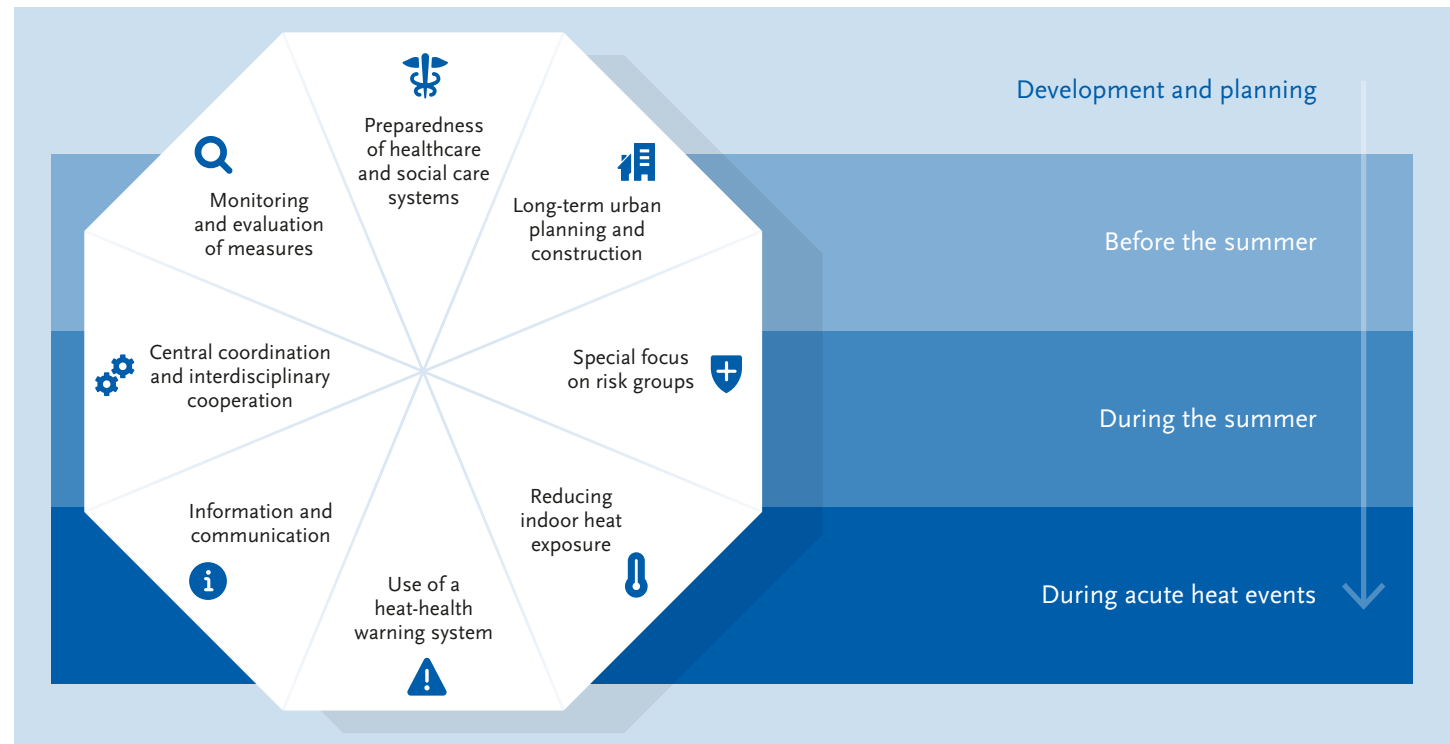 Preparedness
of healthcare
and social care
systems
Long-term urban
planning and
construction
Special focus
on risk groups
Reducing
indoor heat
exposure
Use of a
heat-health
warning system
Information and
communication
Central coordination
and interdisciplinary
cooperation
Monitoring
and evaluation
of measures
Development and planning
Before the summer
During the summer
During acute heat events